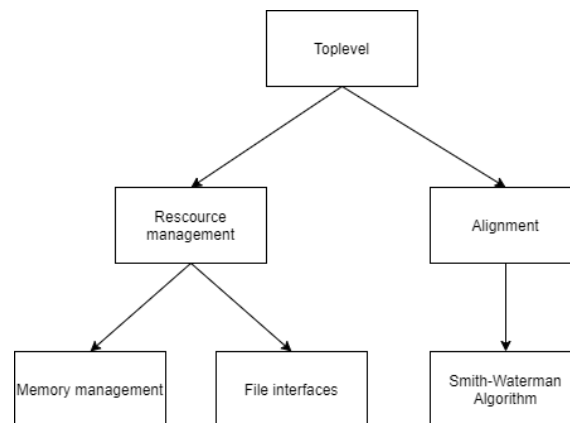 Toplevel
Rescource
management
Alignment
Memory management
File interfaces
Smith-Waterman
Algorithm